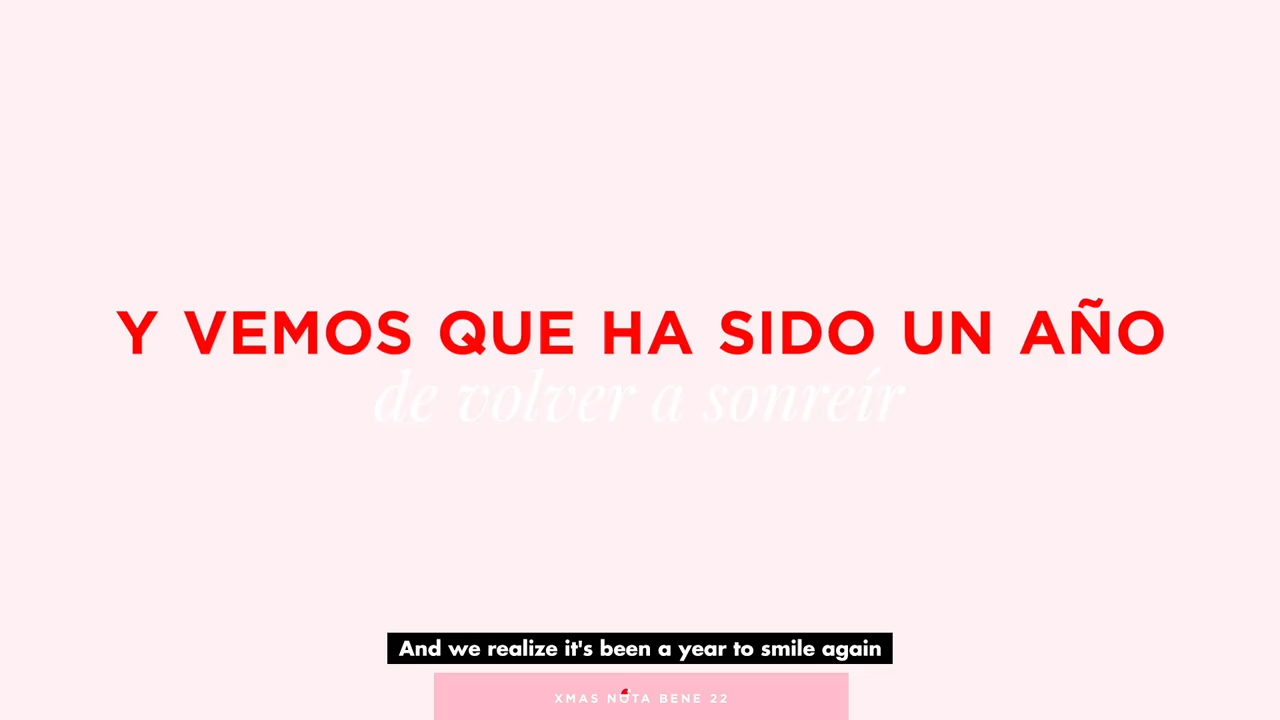 Y VEMOS QUE HA SIDO UN AÑO
de volver a sonreír
And we realize it's been a year to smile again
XMAS NOTA BENE 22